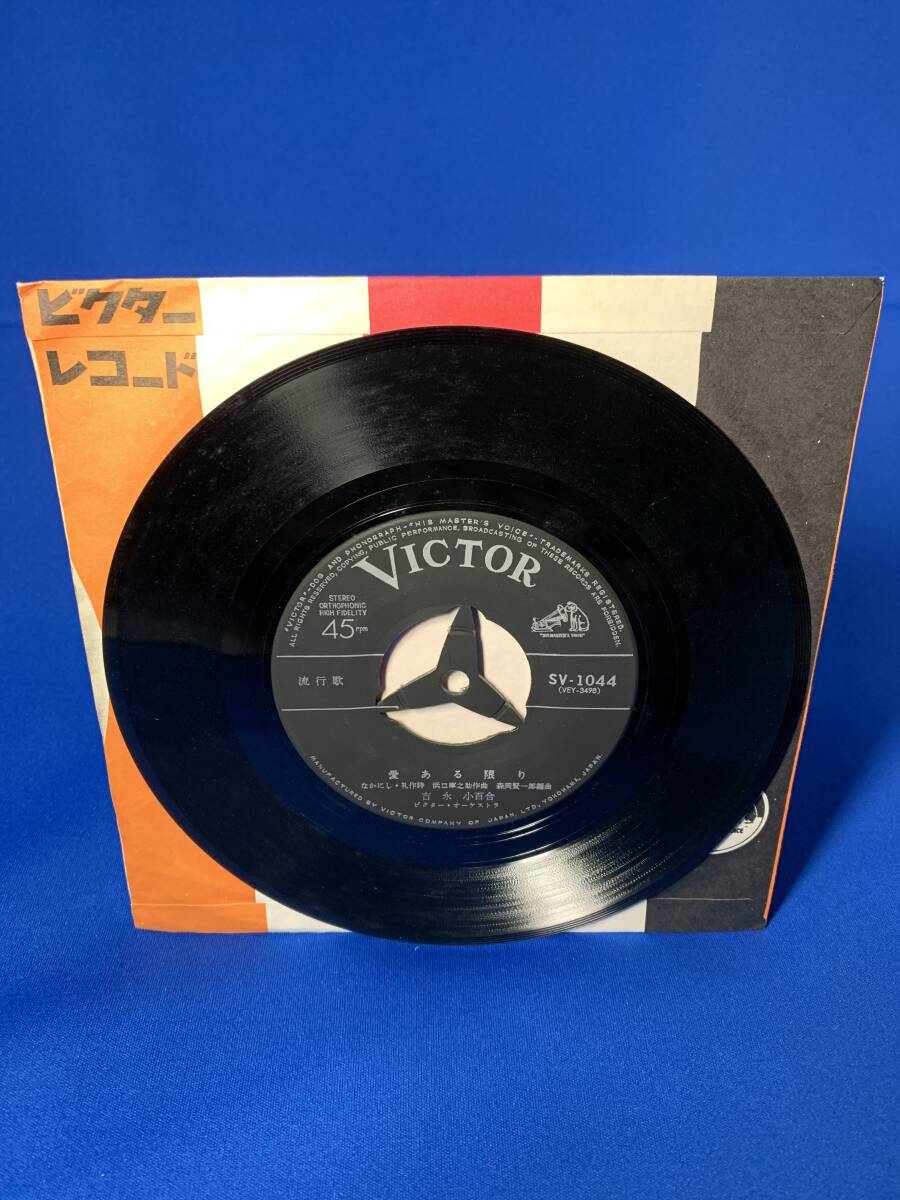 ビクター
レコード
"VICTOR"-DOG AND PHONOGRAPH-"HIS MASTER'S VOICE"-TRADEMARKS REGISTERED.
ALL RIGHTS RESERVED, COPYING, PUBLIC PERFORMANCE, BROADCASTING OF THESE RECORDS ARE FORBIDDEN.
VICTOR
STEREO
ORTHOPHONIC
HIGH FIDELITY
45rpm
"HIS MASTER'S VOICE"
流行歌
SV-1044
(VEY-3498)
愛ある限り
なかにし・礼作詩 浜口庫之助作曲 森岡賢一郎編曲
吉永小百合
ビクター・オーケストラ
MANUFACTURED BY VICTOR COMPANY OF JAPAN, LTD. YOKOHAMA, JAPAN.